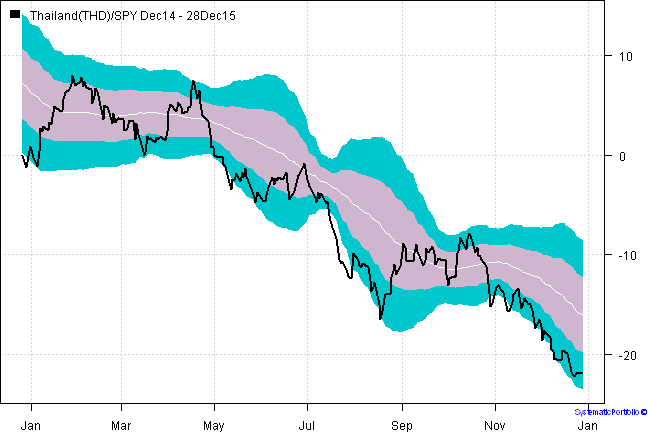 Thailand(THD)/SPY Dec14 - 28Dec15
10
0
-10
-20
Jan Mar May Jul Sep Nov Jan
SystematicPortfolio ©